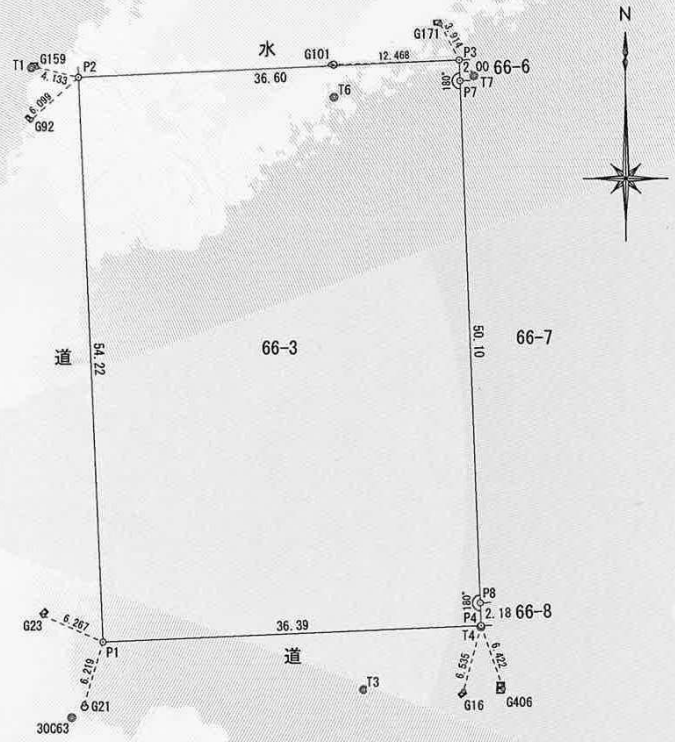 N
水
G171
3.914
G101
12.468
P3
2.00
66-6
T7
180°
P7
T1
G159
4.133
P2
36.60
T6
6.099
G92
道
54.22
66-3
50.10
66-7
180°
P8
P4
2.18
66-8
T4
36.39
G23
6.267
P1
道
6.219
G21
30C63
T3
6.535
6.422
G16
G406